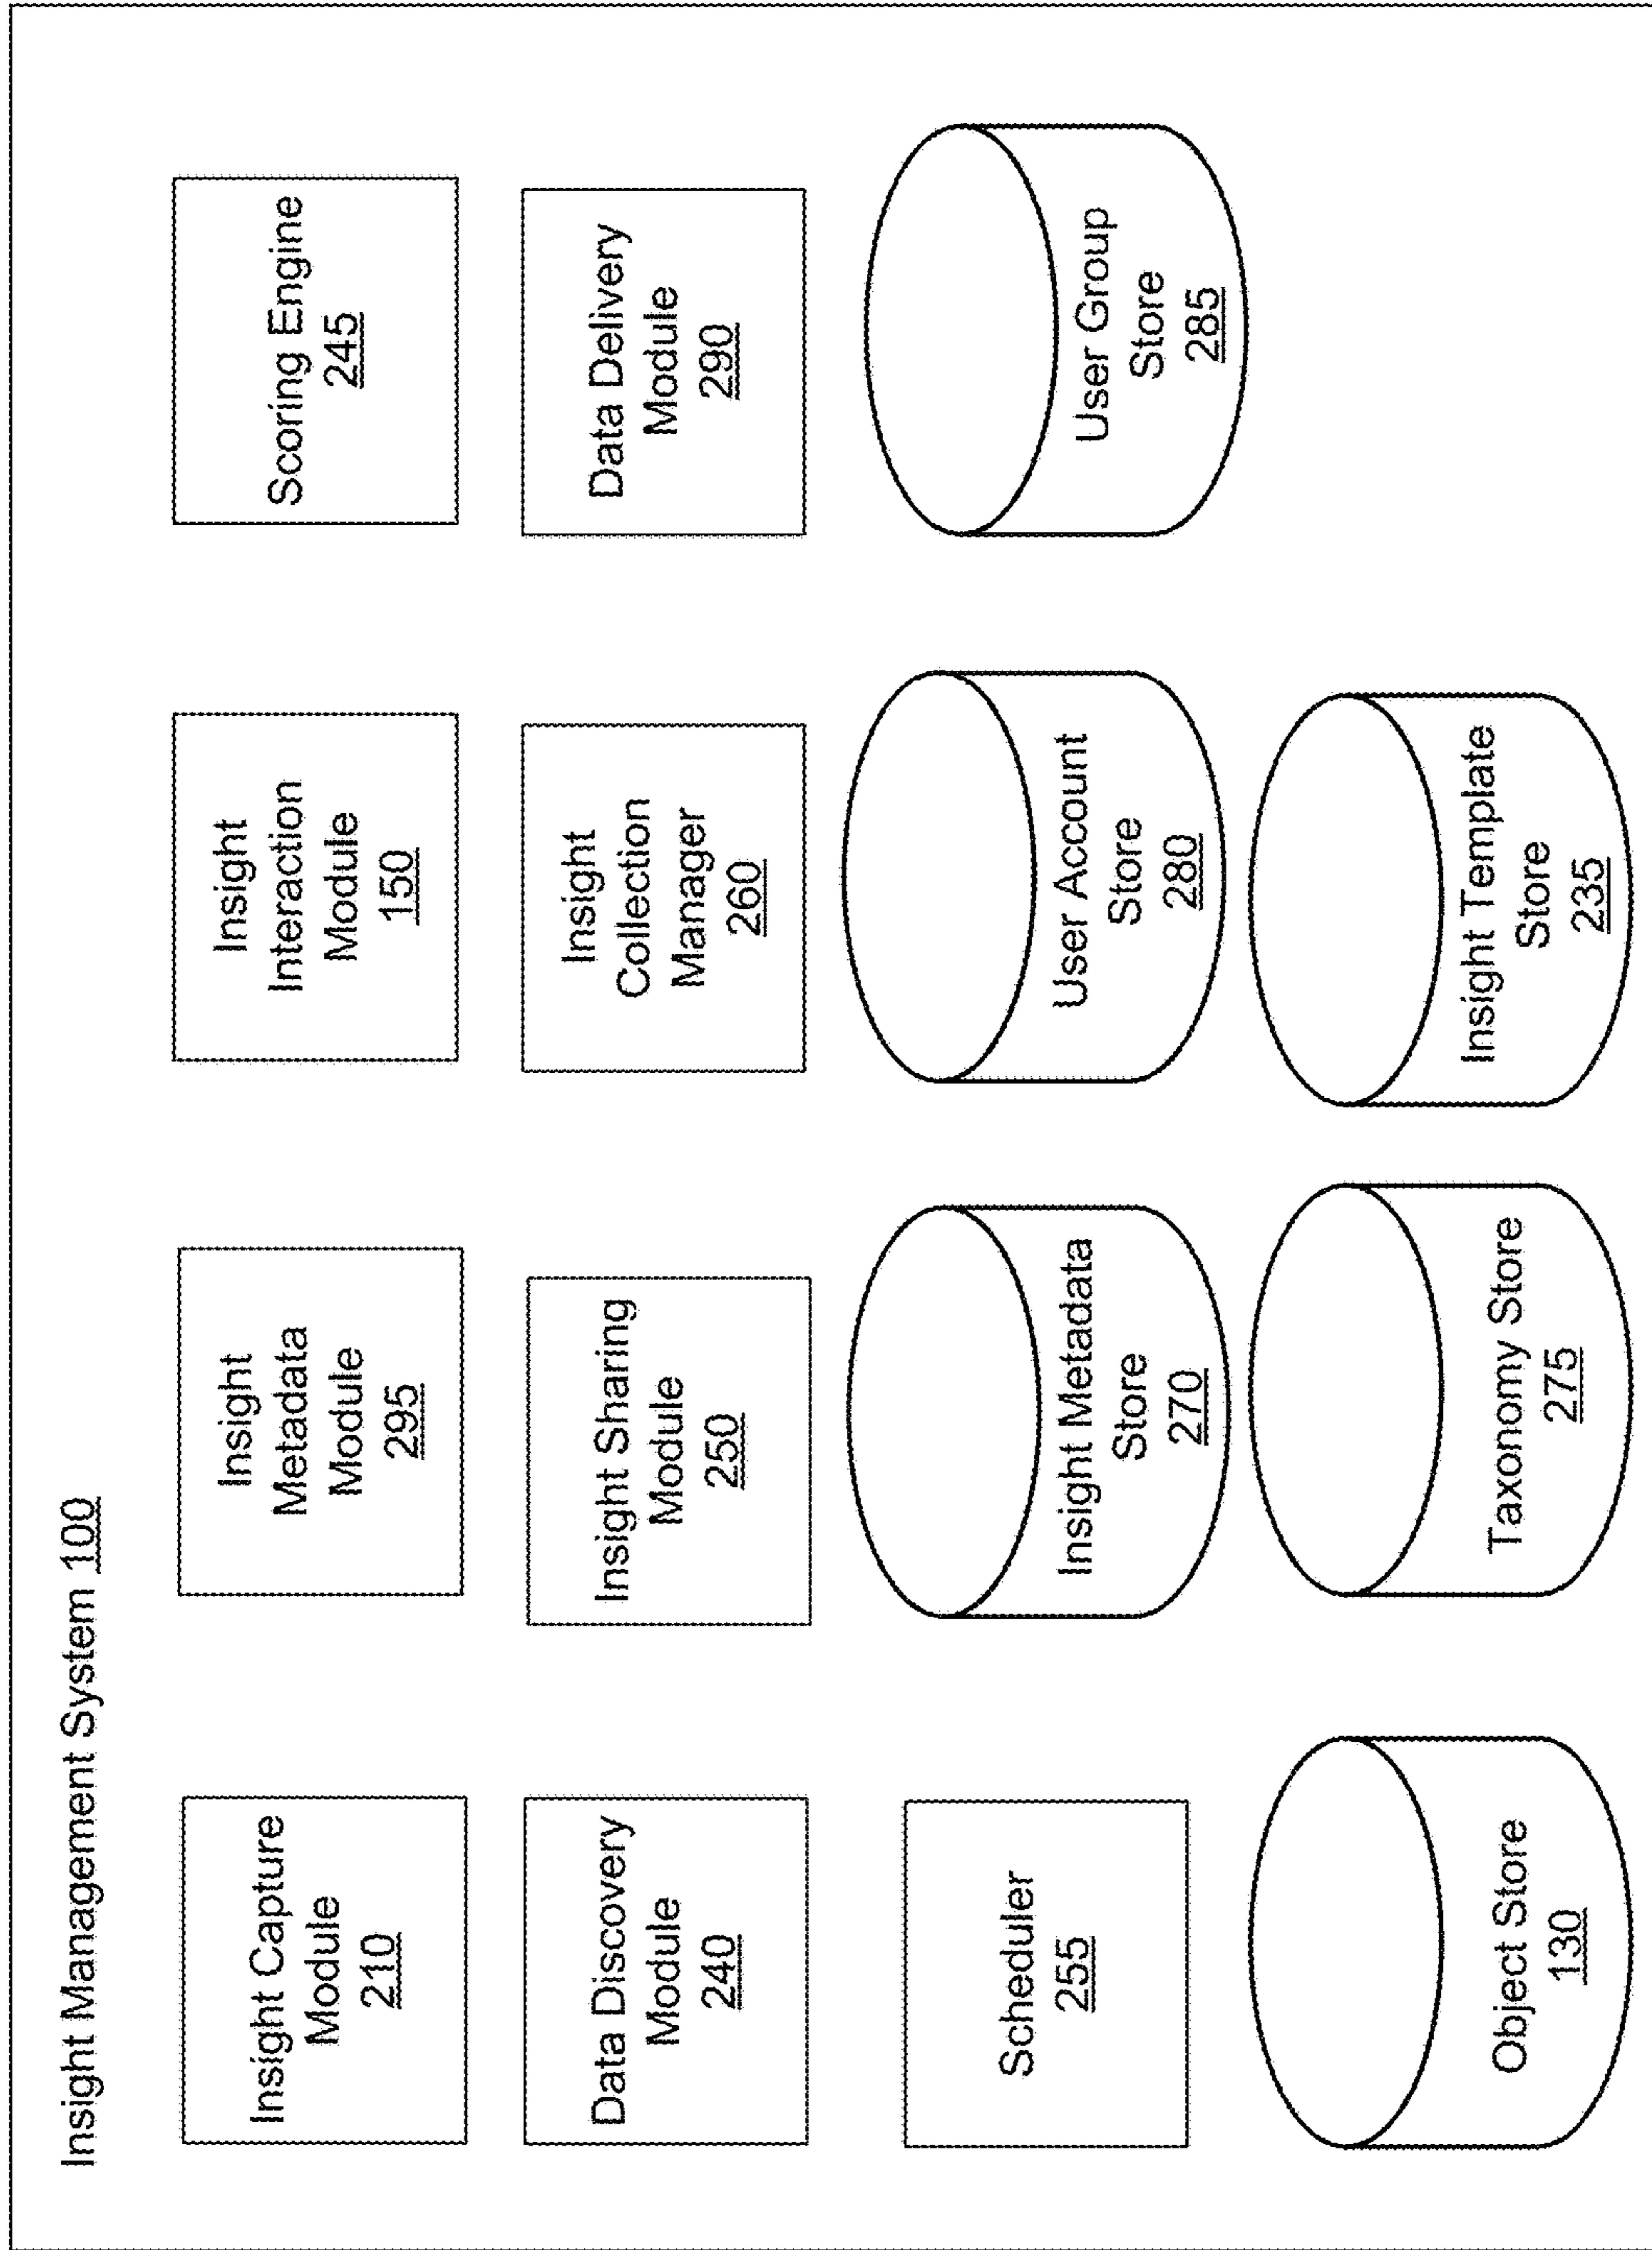 Insight Management System 100
Insight Capture
Module
210
Insight
Metadata
Module
295
Insight
Interaction
Module
150
Scoring Engine
245
Data Discovery
Module
240
Insight Sharing
Module
250
Insight
Collection
Manager
260
Data Delivery
Module
290
Scheduler
255
Insight Metadata
Store
270
User Account
Store
280
User Group
Store
285
Object Store
130
Taxonomy Store
275
Insight Template
Store
235